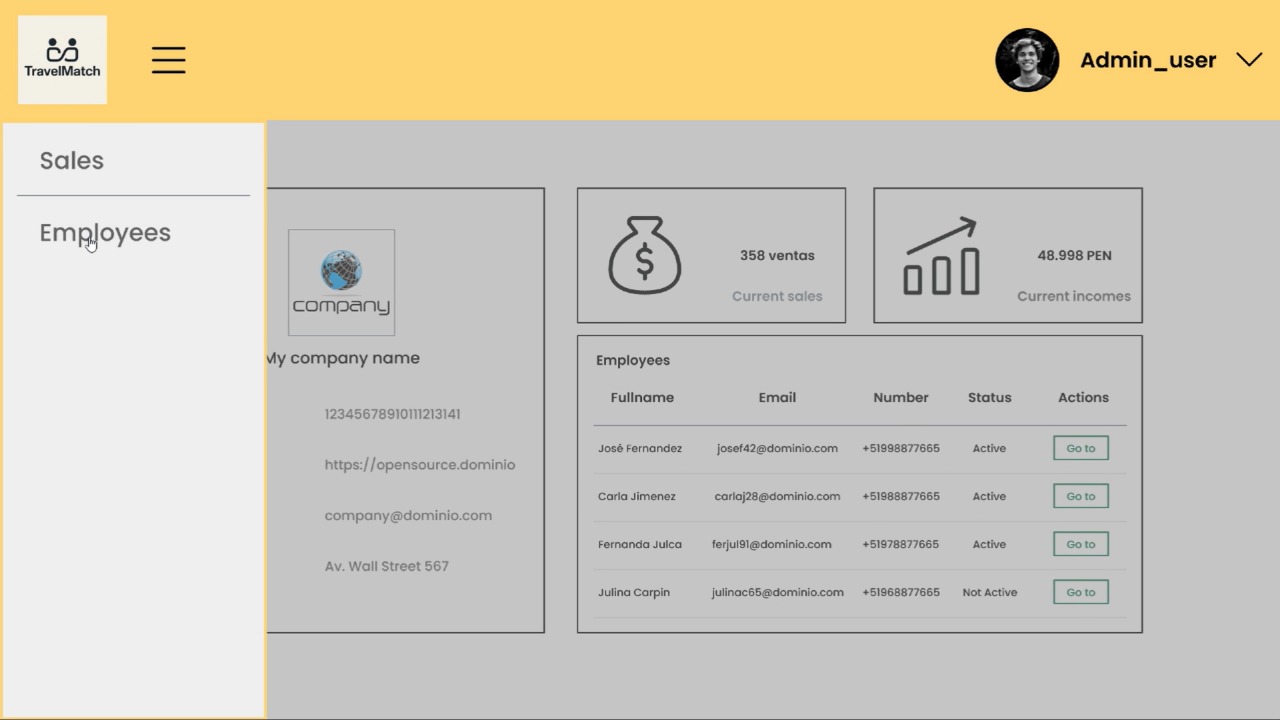 TravelMatch
Admin_user
Sales
Employees
company
My company name
12345678910111213141
https://opensource.dominio
company@dominio.com
Av. Wall Street 567
358 ventas
Current sales
48.998 PEN
Current incomes
Employees
Fullname Email Number Status Actions
José Fernandez josef42@dominio.com +51998877665 Active Go to
Carla Jimenez carlaj28@dominio.com +51988877665 Active Go to
Fernanda Julca ferjul91@dominio.com +51978877665 Active Go to
Julina Carpin julinac65@dominio.com +51968877665 Not Active Go to